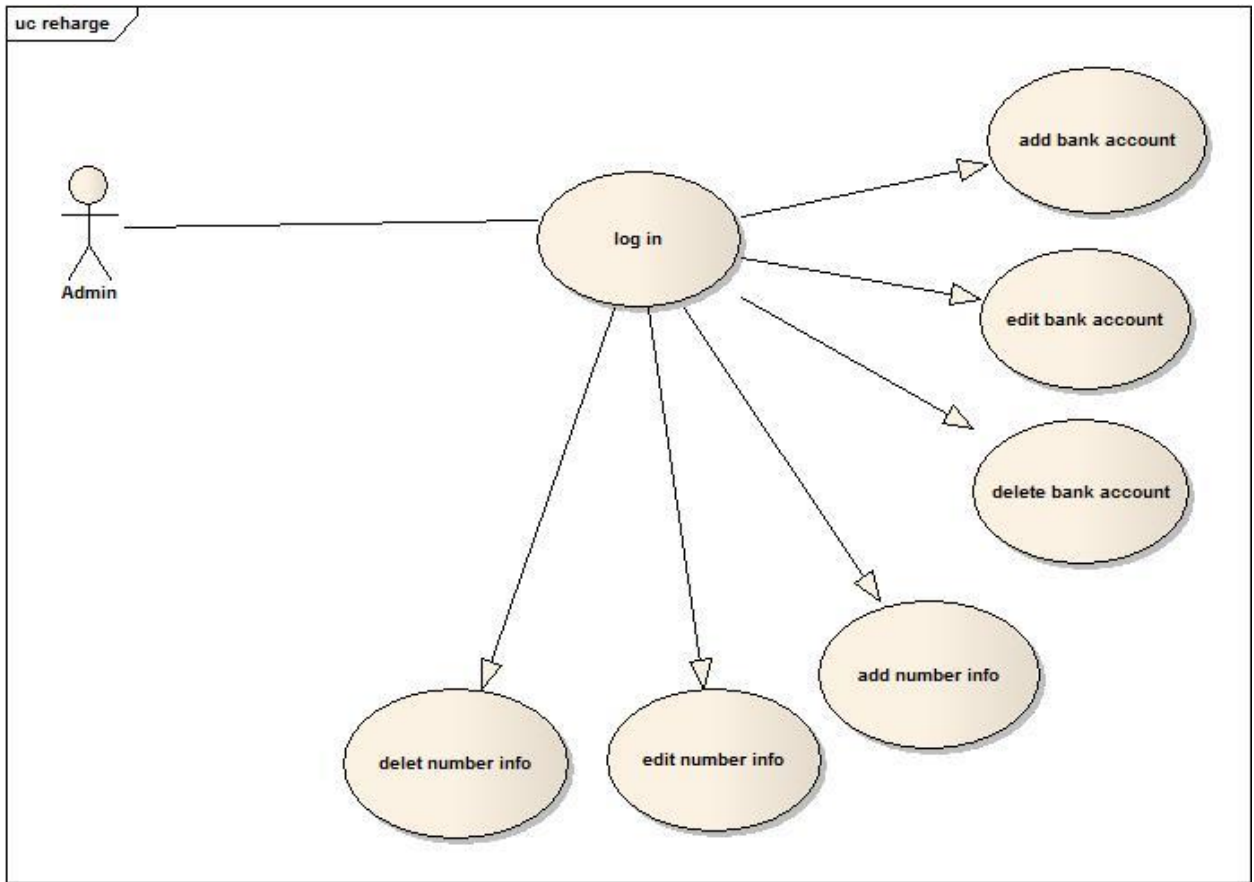 uc reharge
add bank account
log in
Admin
edit bank account
delete bank account
add number info
delet number info
edit number info